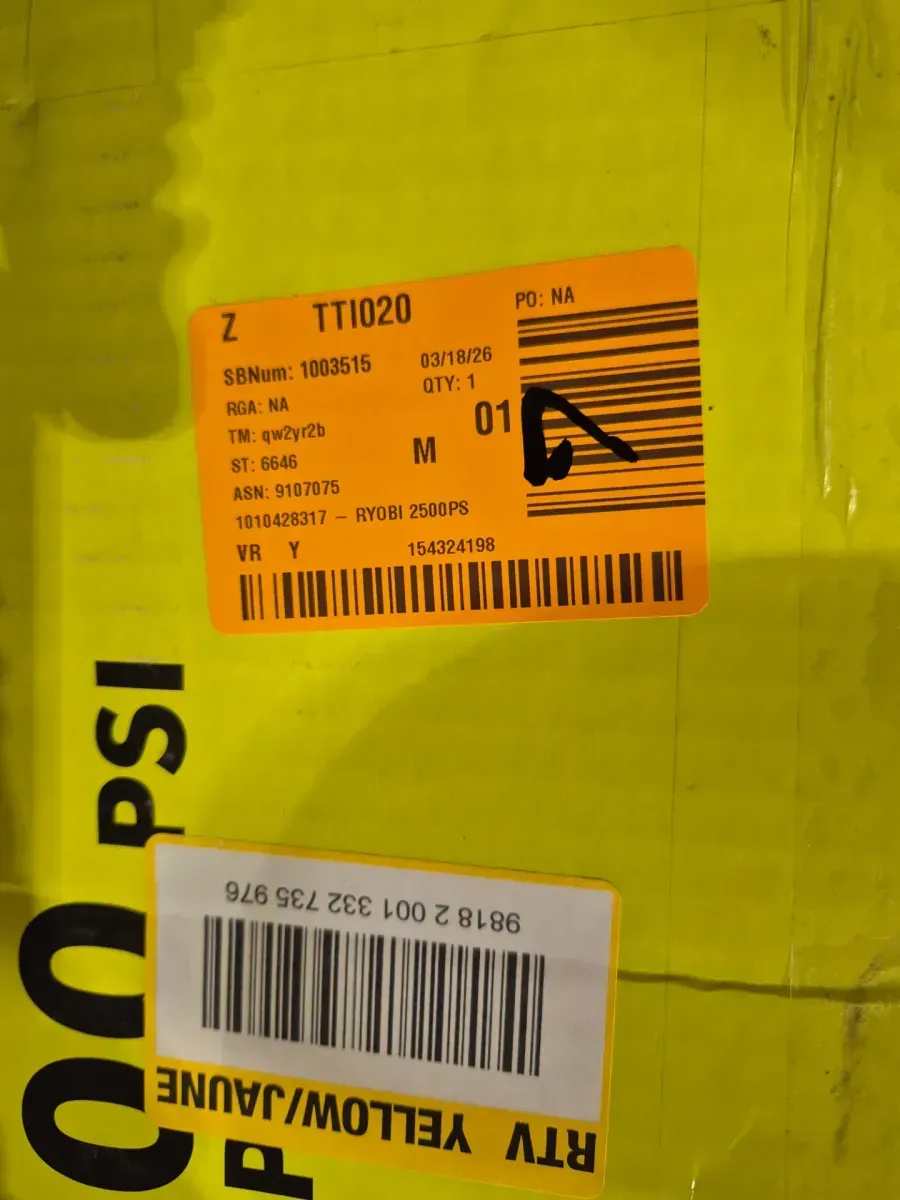 Z TTI020 PO: NA
SBNum: 1003515 03/18/26
RGA: NA QTY: 1
TM: qw2yr2b M 01
ST: 6646
ASN: 9107075
1010428317 – RYOBI 2500PS
VR Y 154324198
00 PSI
9818 2 001 332 735 976
RTV YELLOW/JAUNE
P